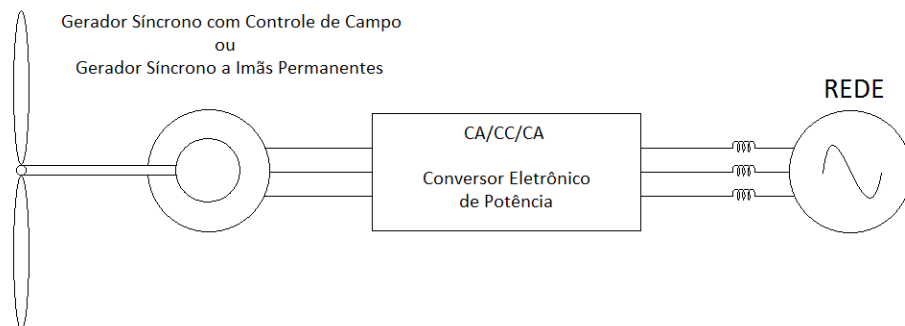 Gerador Síncrono com Controle de Campo
ou
Gerador Síncrono a Imãs Permanentes
REDE
CA/CC/CA
Conversor Eletrônico
de Potência